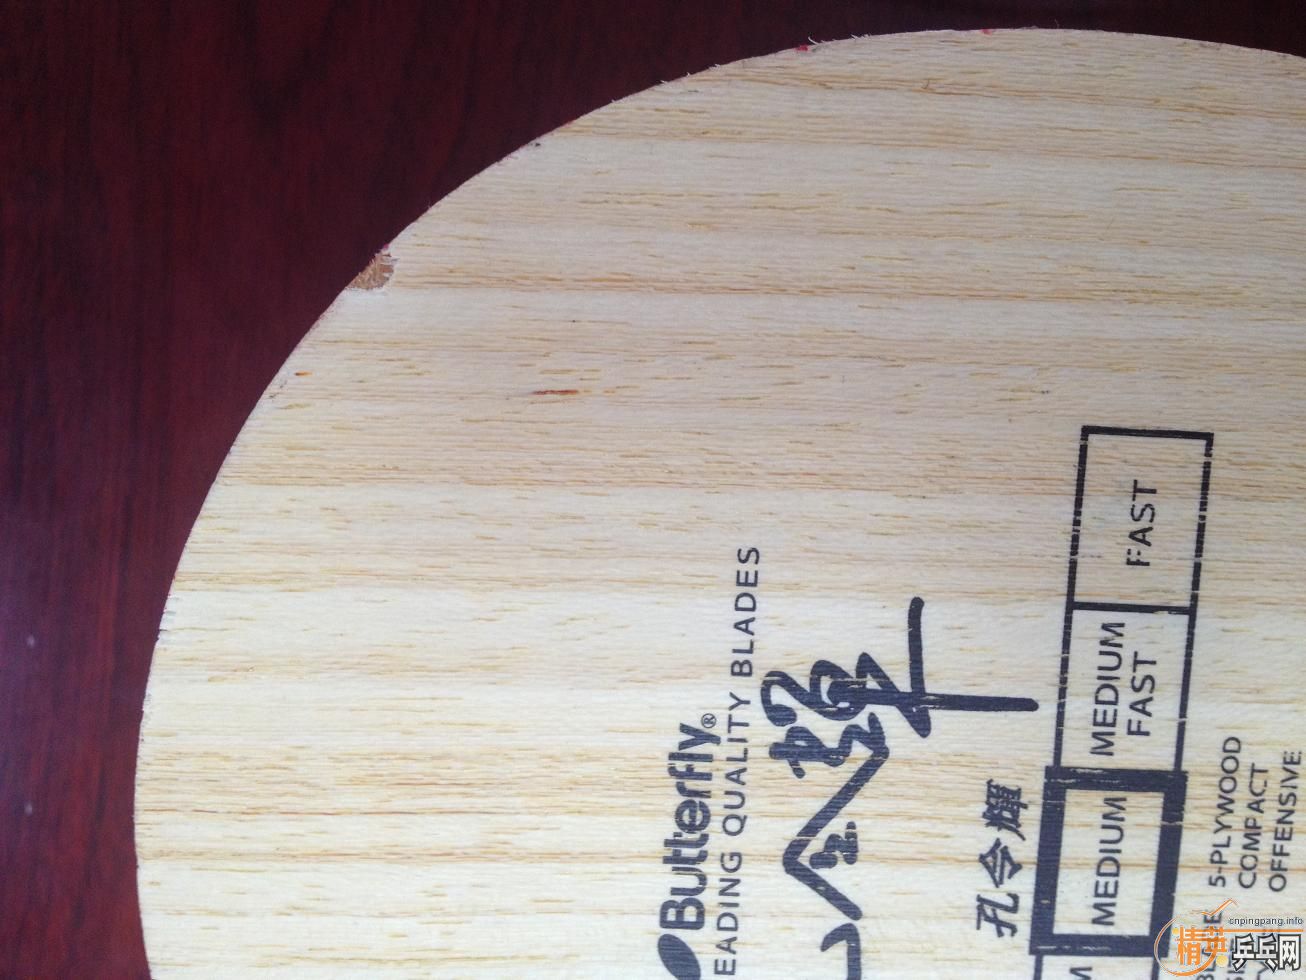 Butterfly®
EADING QUALITY BLADES
孔令輝
MEDIUM
MEDIUM
FAST
FAST
5-PLYWOOD
COMPACT
OFFENSIVE
cnpingpang.info
精英乒乓网